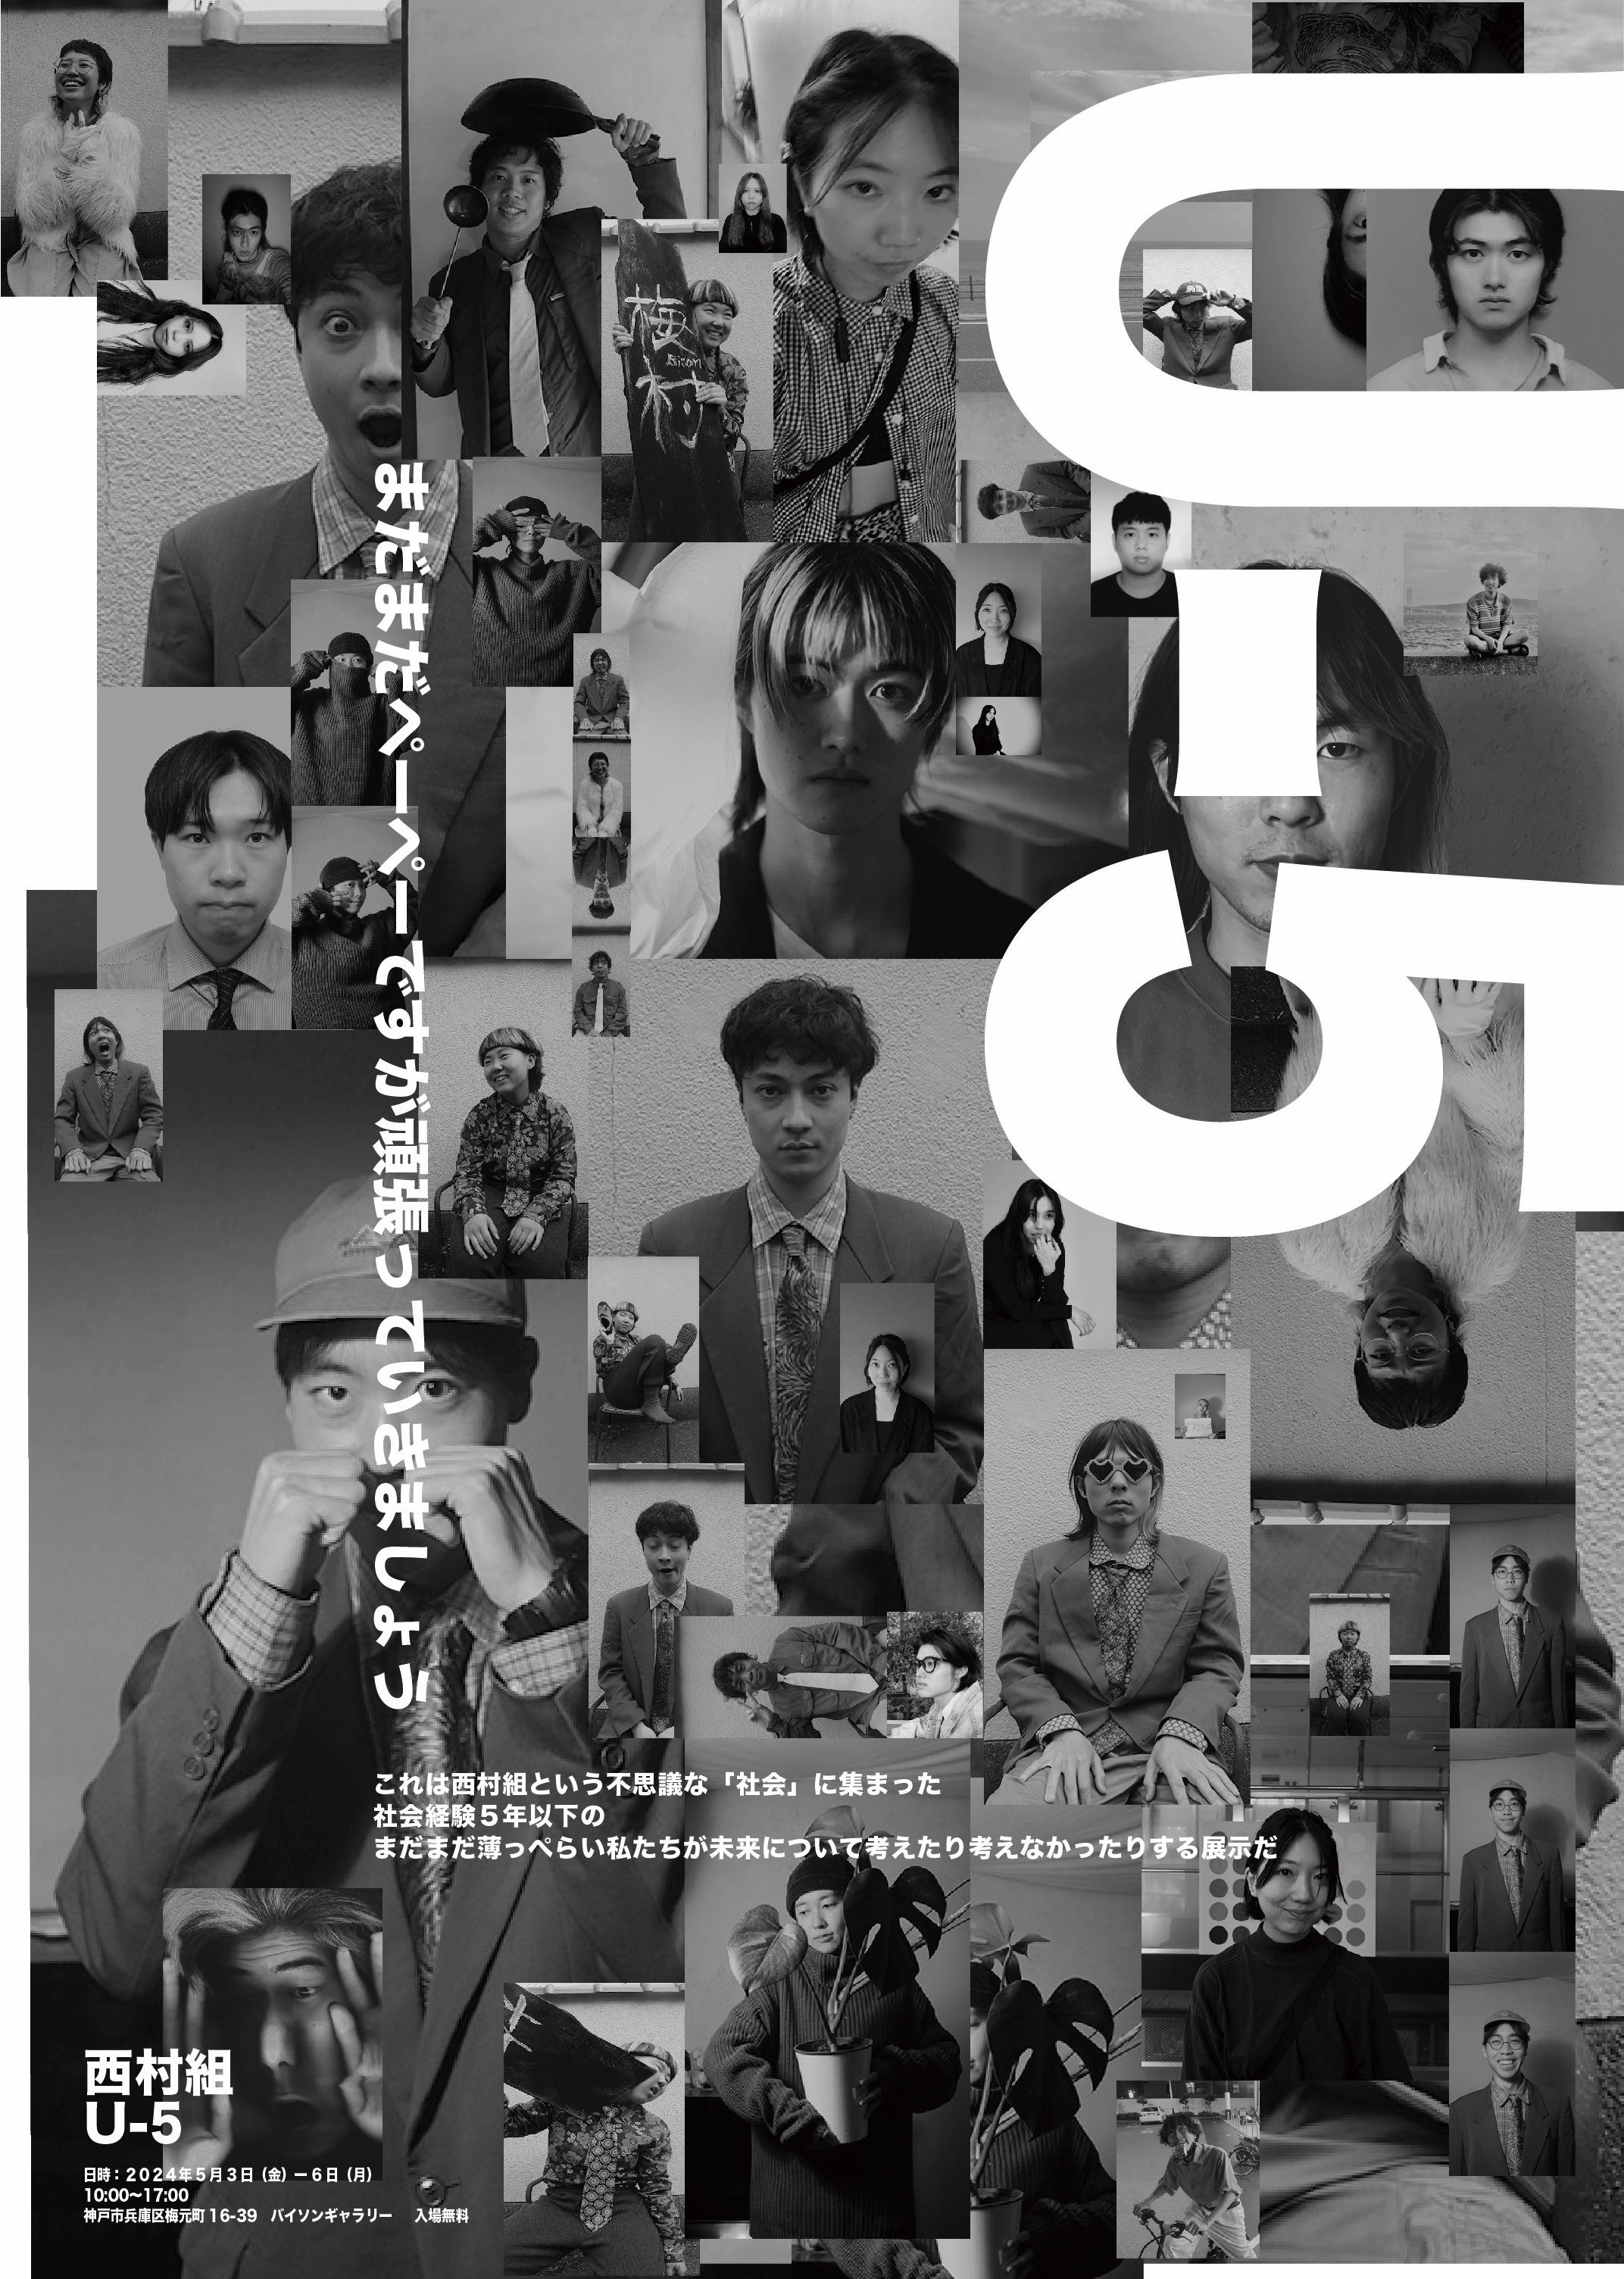 U-5
まだまだペーペーですが頑張っていきましょう
梅
Bison
村
これは西村組という不思議な「社会」に集まった
社会経験5年以下の
まだまだ薄っぺらい私たちが未来について考えたり考えなかったりする展示だ
西村組
U-5
日時：2024年5月3日（金）ー6日（月）
10:00〜17:00
神戸市兵庫区梅元町16-39　バイソンギャラリー　入場無料